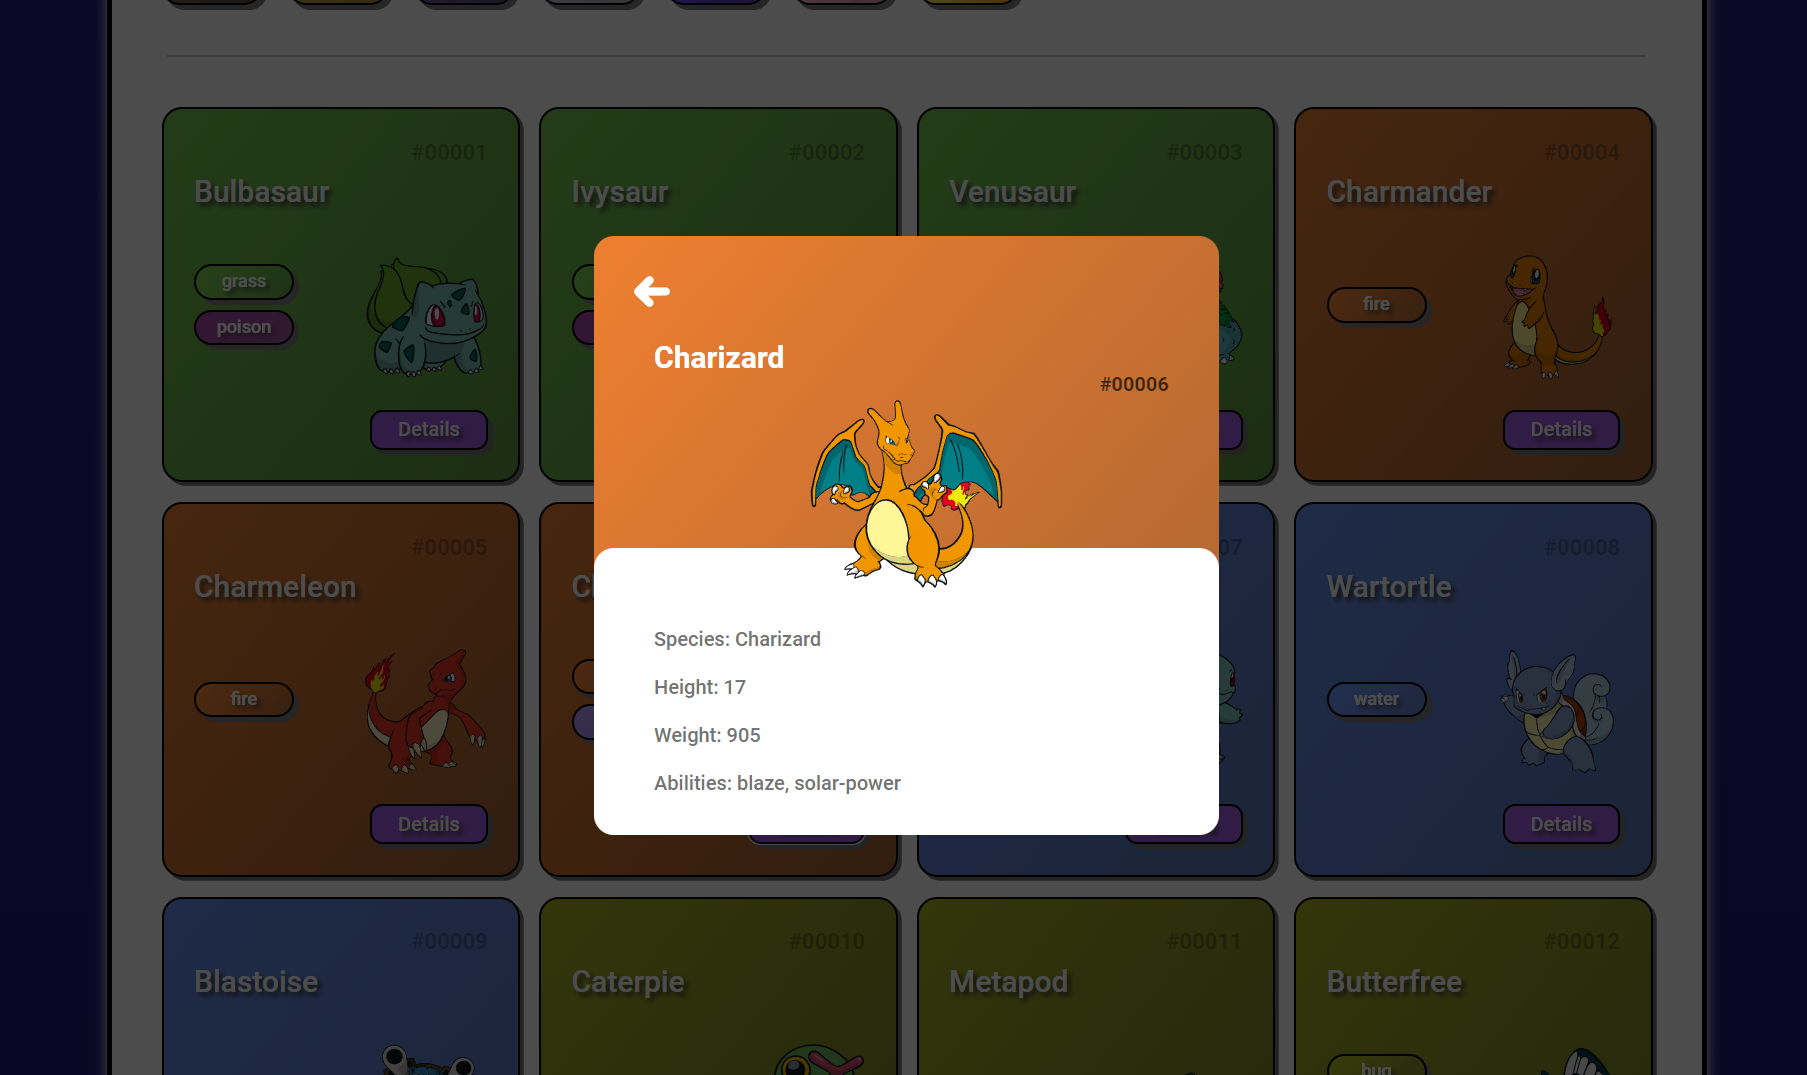 #00001
Bulbasaur
grass
poison
Details
#00002
Ivysaur
#00003
Venusaur
#00004
Charmander
fire
Details
Charizard
#00006
Species: Charizard
Height: 17
Weight: 905
Abilities: blaze, solar-power
#00005
Charmeleon
fire
Details
07
#00008
Wartortle
water
Details
#00009
Blastoise
#00010
Caterpie
#00011
Metapod
#00012
Butterfree
bug